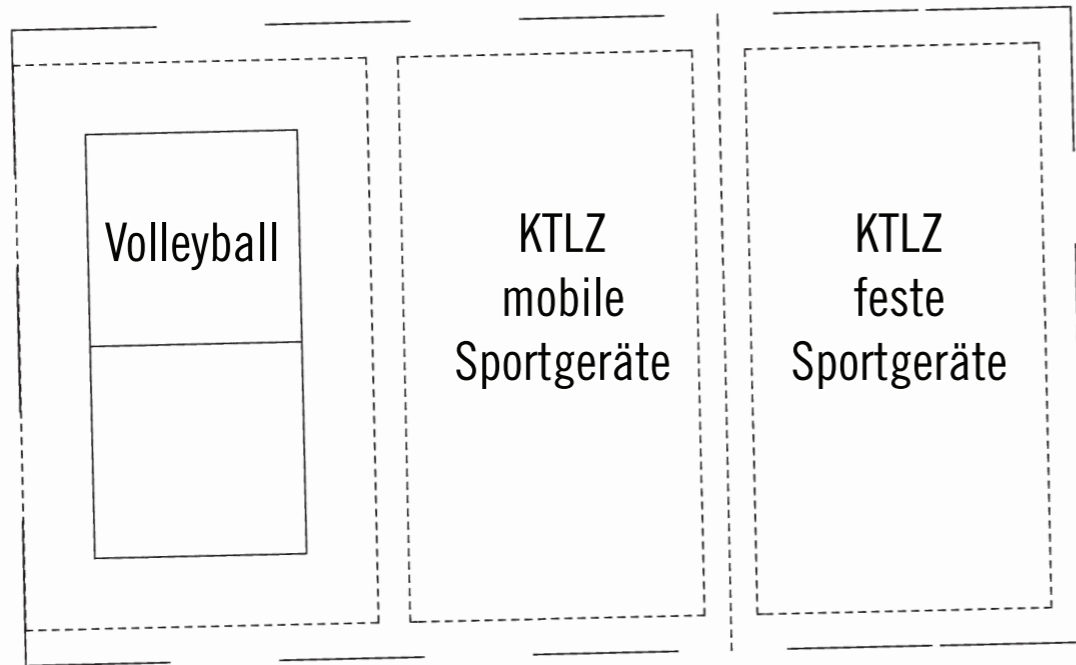 Volleyball
KTLZ
mobile
Sportgeräte
KTLZ
feste
Sportgeräte